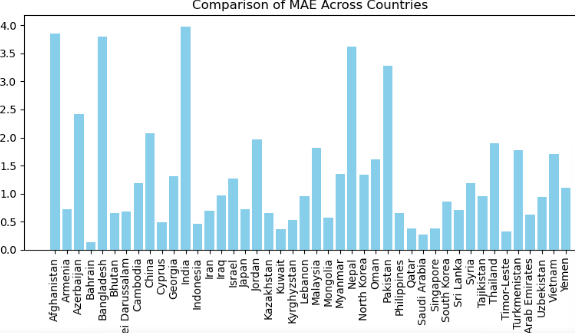 Comparison of MAE Across Countries
4.0
3.5
3.0
2.5
2.0
1.5
1.0
0.5
0.0
Afghanistan
Armenia
Azerbaijan
Bahrain
Bangladesh
Bhutan
ei Darussalam
Cambodia
China
Cyprus
Georgia
India
Indonesia
Iran
Iraq
Israel
Japan
Jordan
Kazakhstan
Kuwait
Kyrghyzstan
Lebanon
Malaysia
Mongolia
Myanmar
Nepal
North Korea
Oman
Pakistan
Philippines
Qatar
Saudi Arabia
Singapore
South Korea
Sri Lanka
Syria
Tajikistan
Thailand
Timor-Leste
Turkmenistan
Arab Emirates
Uzbekistan
Vietnam
Yemen